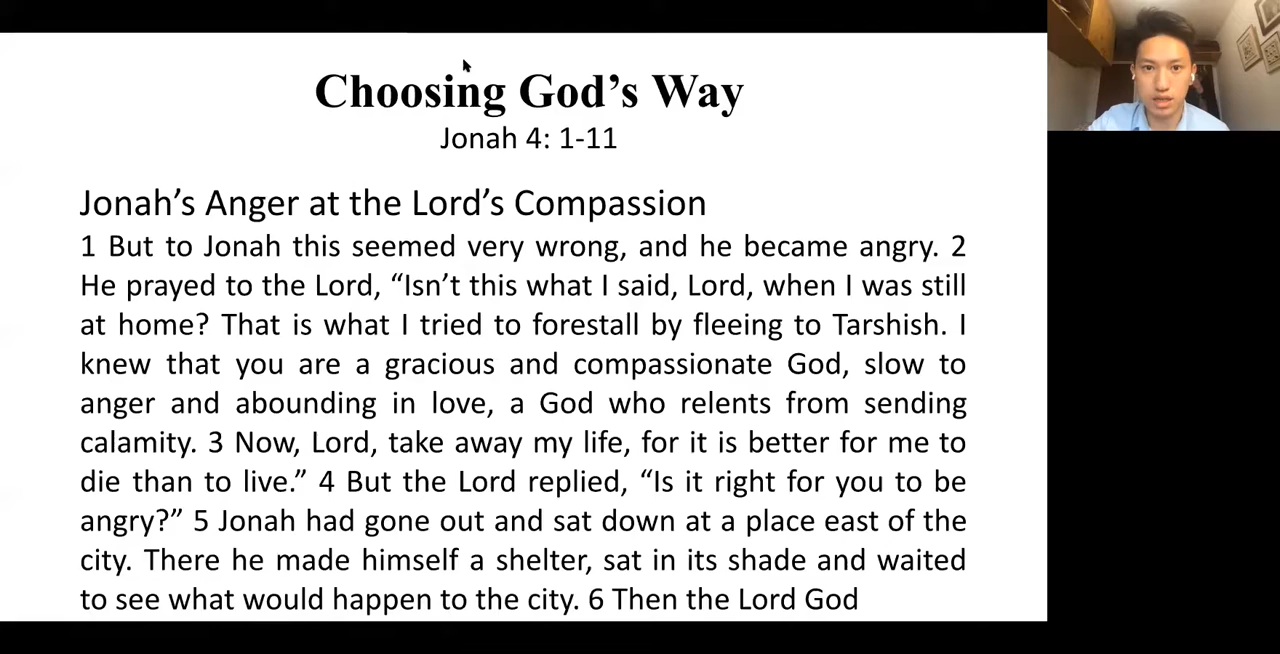 Choosing God’s Way
Jonah 4: 1-11
Jonah’s Anger at the Lord’s Compassion
1 But to Jonah this seemed very wrong, and he became angry. 2
He prayed to the Lord, “Isn’t this what I said, Lord, when I was still
at home? That is what I tried to forestall by fleeing to Tarshish. I
knew that you are a gracious and compassionate God, slow to
anger and abounding in love, a God who relents from sending
calamity. 3 Now, Lord, take away my life, for it is better for me to
die than to live.” 4 But the Lord replied, “Is it right for you to be
angry?” 5 Jonah had gone out and sat down at a place east of the
city. There he made himself a shelter, sat in its shade and waited
to see what would happen to the city. 6 Then the Lord God